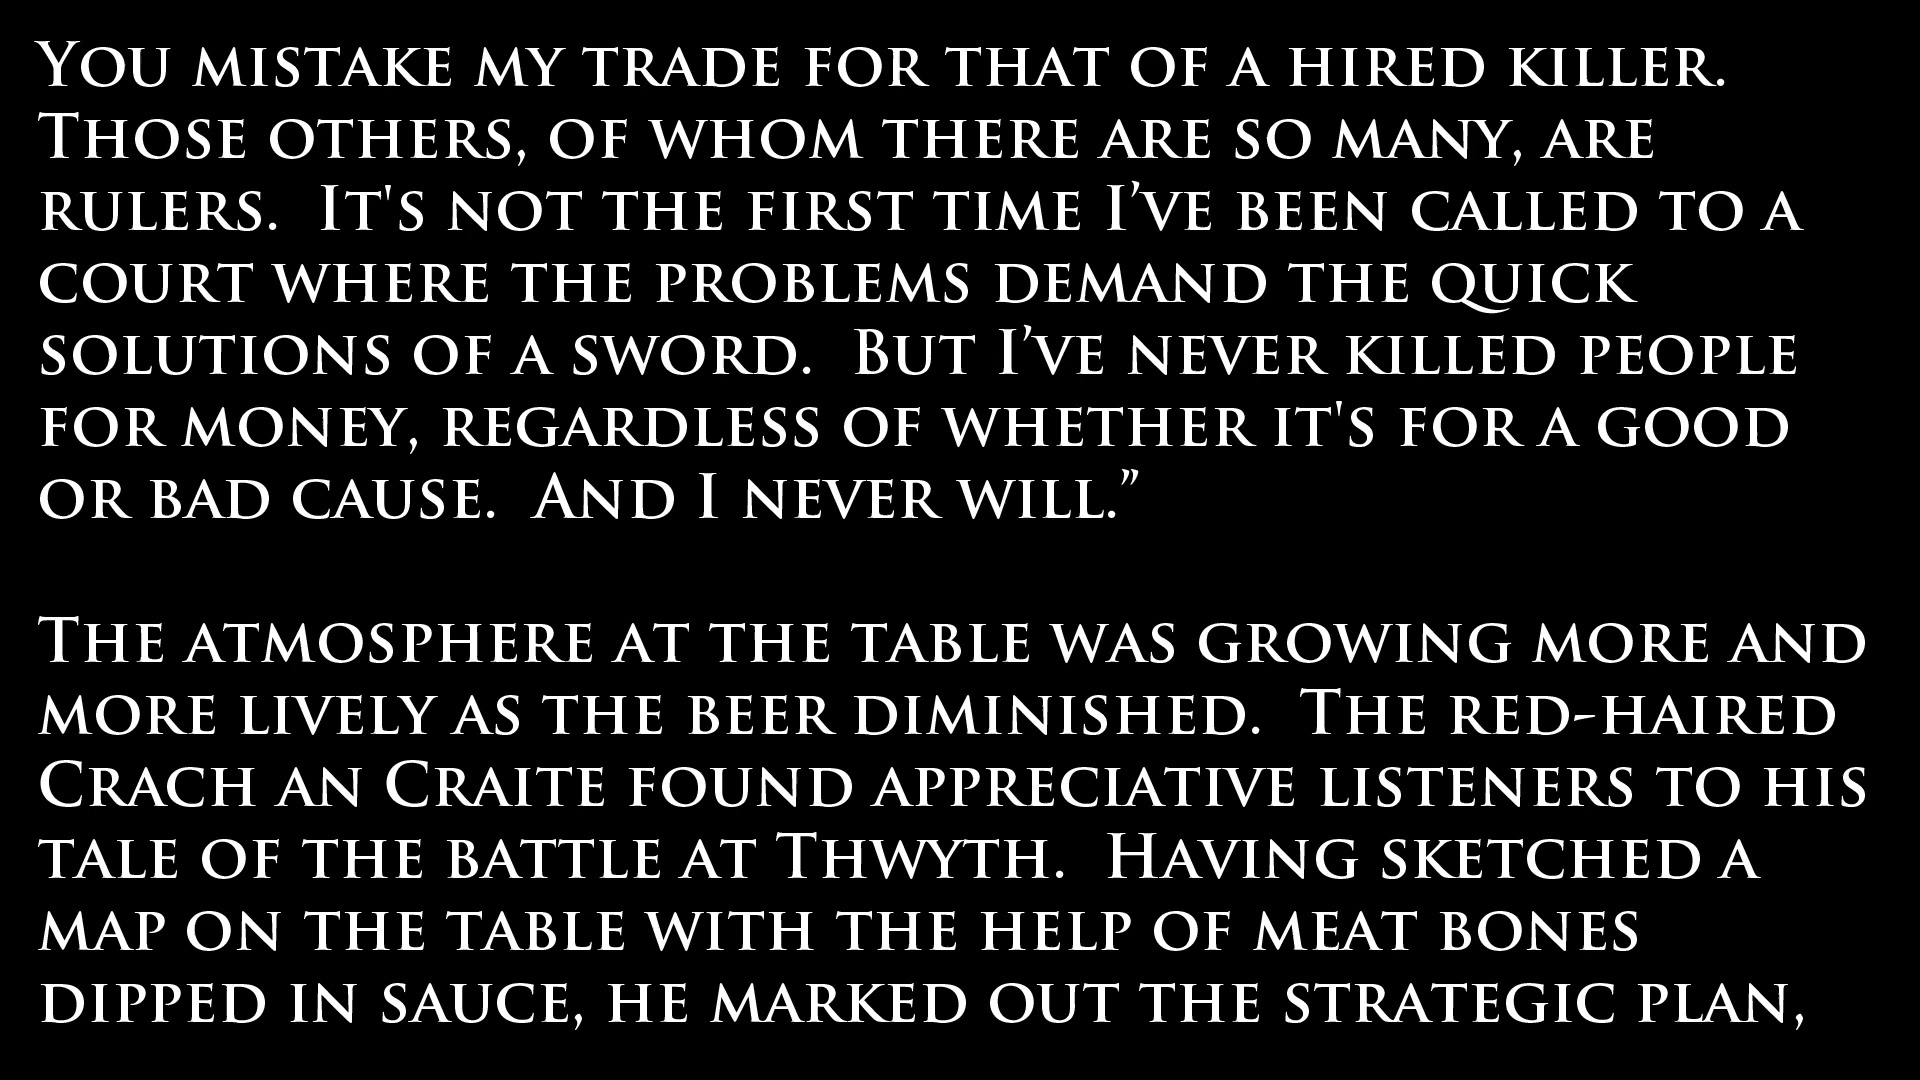 You mistake my trade for that of a hired killer.
Those others, of whom there are so many, are
rulers.  It's not the first time I’ve been called to a
court where the problems demand the quick
solutions of a sword.  But I’ve never killed people
for money, regardless of whether it's for a good
or bad cause.  And I never will.”
The atmosphere at the table was growing more and
more lively as the beer diminished.  The red-haired
Crach an Craite found appreciative listeners to his
tale of the battle at Thwyth.  Having sketched a
map on the table with the help of meat bones
dipped in sauce, he marked out the strategic plan,